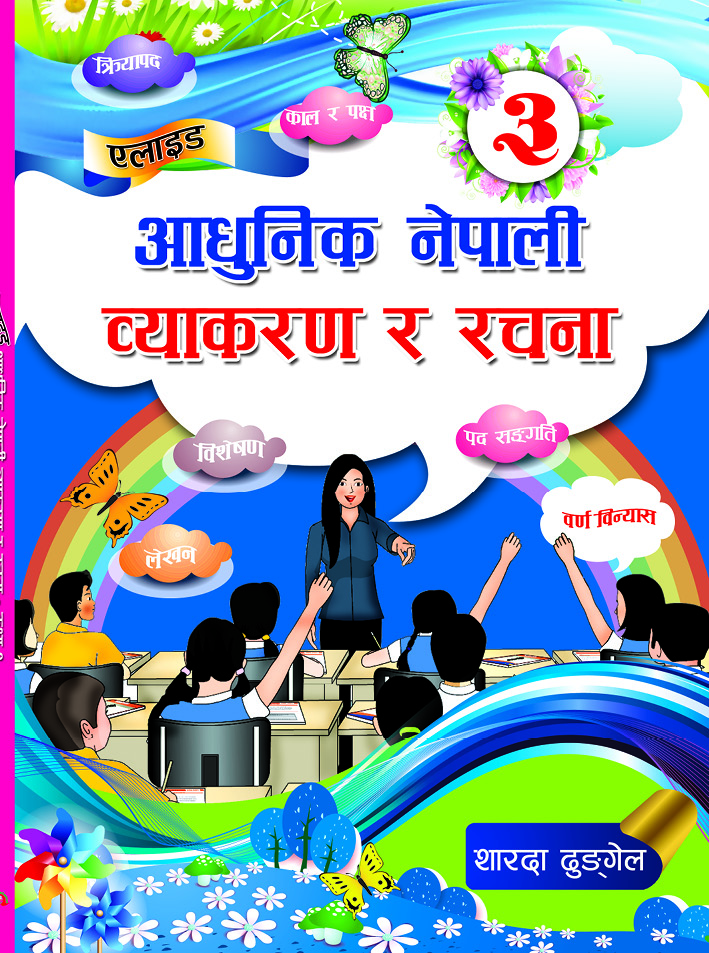 क्रियापद
काल र पक्ष
३
एलाइड
आधुनिक नेपाली
व्याकरण र रचना
विशेषण
पद सङ्गति
वर्ण-विन्यास
लेखन
शारदा ढुङ्गेल